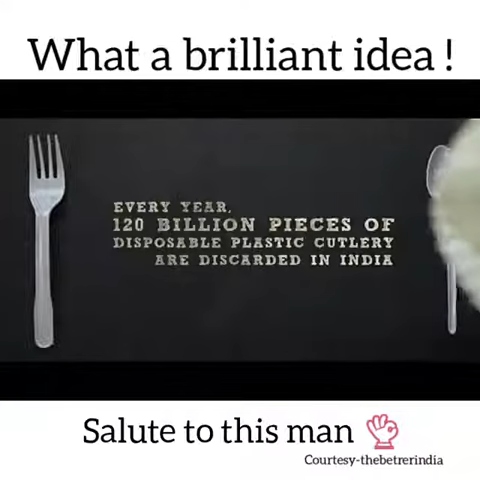 What a brilliant idea !
EVERY YEAR,
120 BILLION PIECES OF
DISPOSABLE PLASTIC CUTLERY
ARE DISCARDED IN INDIA
Salute to this man
Courtesy-thebetrerindia